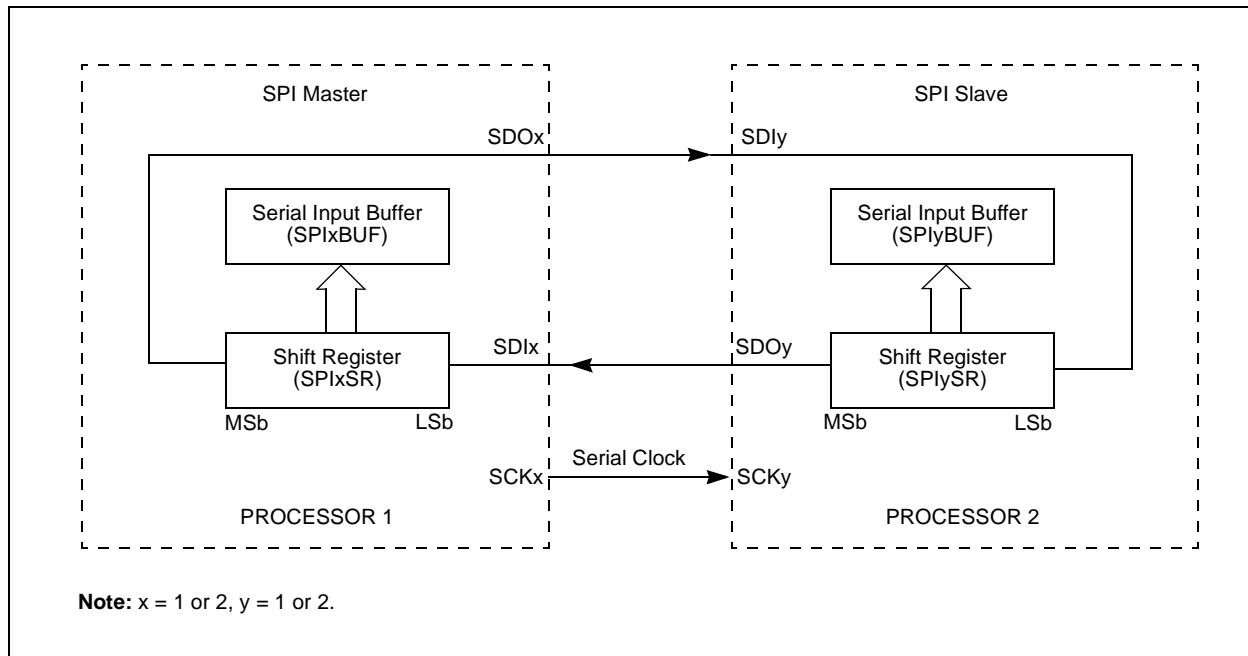 SPI Master
SPI Slave
SDOx
SDIy
Serial Input Buffer
(SPIxBUF)
Serial Input Buffer
(SPIyBUF)
Shift Register
(SPIxSR)
MSb
LSb
SDIx
SDOy
Shift Register
(SPIySR)
MSb
LSb
SCKx
Serial Clock
SCKy
PROCESSOR 1
PROCESSOR 2
Note: x = 1 or 2, y = 1 or 2.